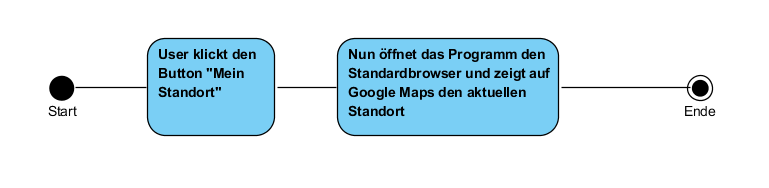 Start
User klickt den
Button "Mein
Standort"
Nun öffnet das Programm den
Standardbrowser und zeigt auf
Google Maps den aktuellen
Standort
Ende